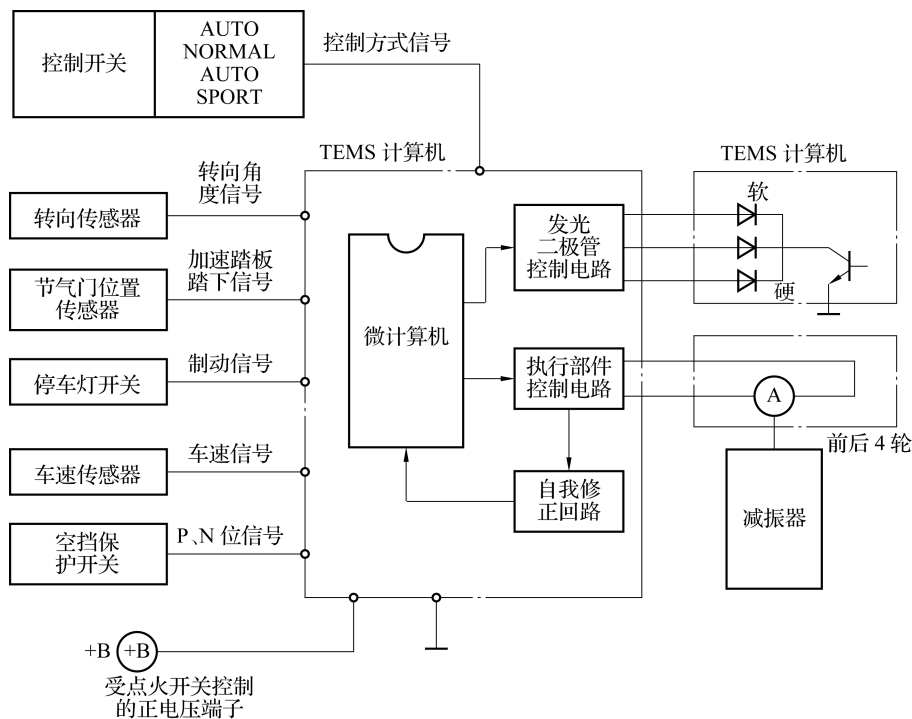 控制开关
AUTO
NORMAL
AUTO
SPORT
控制方式信号
TEMS 计算机
TEMS 计算机
转向传感器
转向角
度信号
节气门位置
传感器
加速踏板
踏下信号
停车灯开关
制动信号
车速传感器
车速信号
空挡保
护开关
P、N 位信号
微计算机
发光
二极管
控制电路
执行部件
控制电路
自我修
正回路
软
硬
A
前后 4 轮
减振器
+B
+B
受点火开关控制
的正电压端子